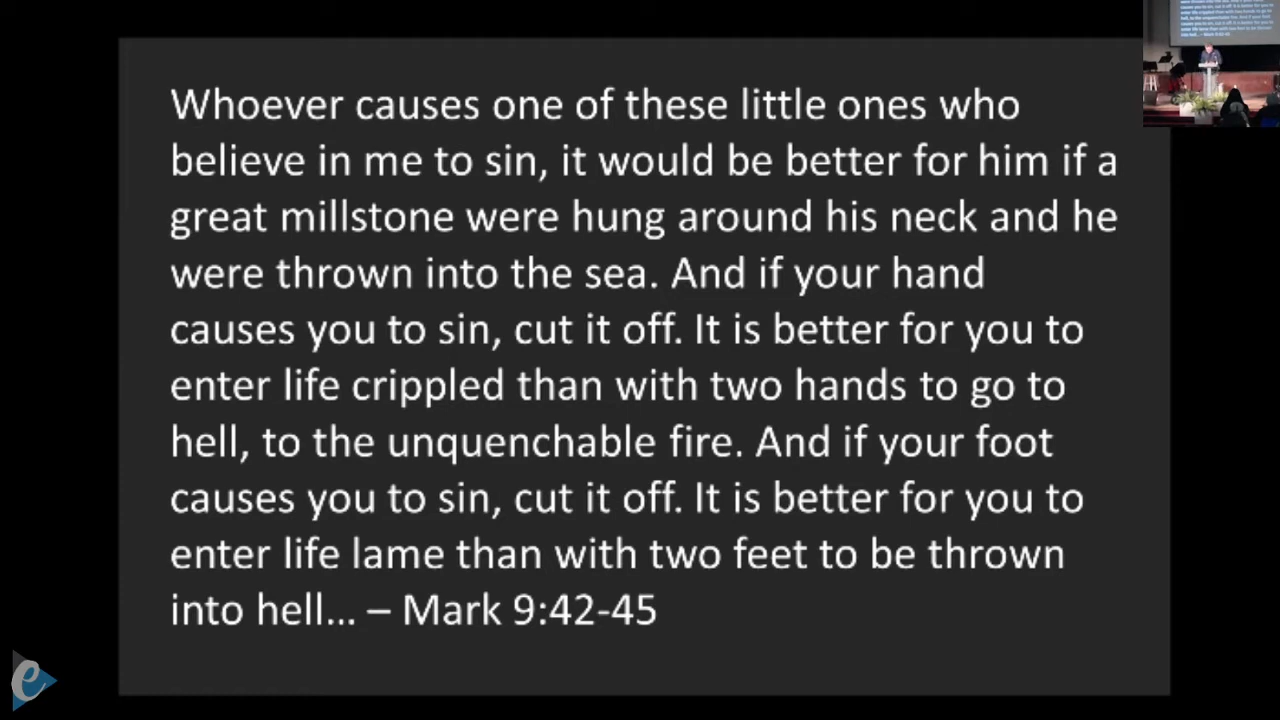 Whoever causes one of these little ones who
believe in me to sin, it would be better for him if a
great millstone were hung around his neck and he
were thrown into the sea. And if your hand
causes you to sin, cut it off. It is better for you to
enter life crippled than with two hands to go to
hell, to the unquenchable fire. And if your foot
causes you to sin, cut it off. It is better for you to
enter life lame than with two feet to be thrown
into hell… – Mark 9:42-45
e